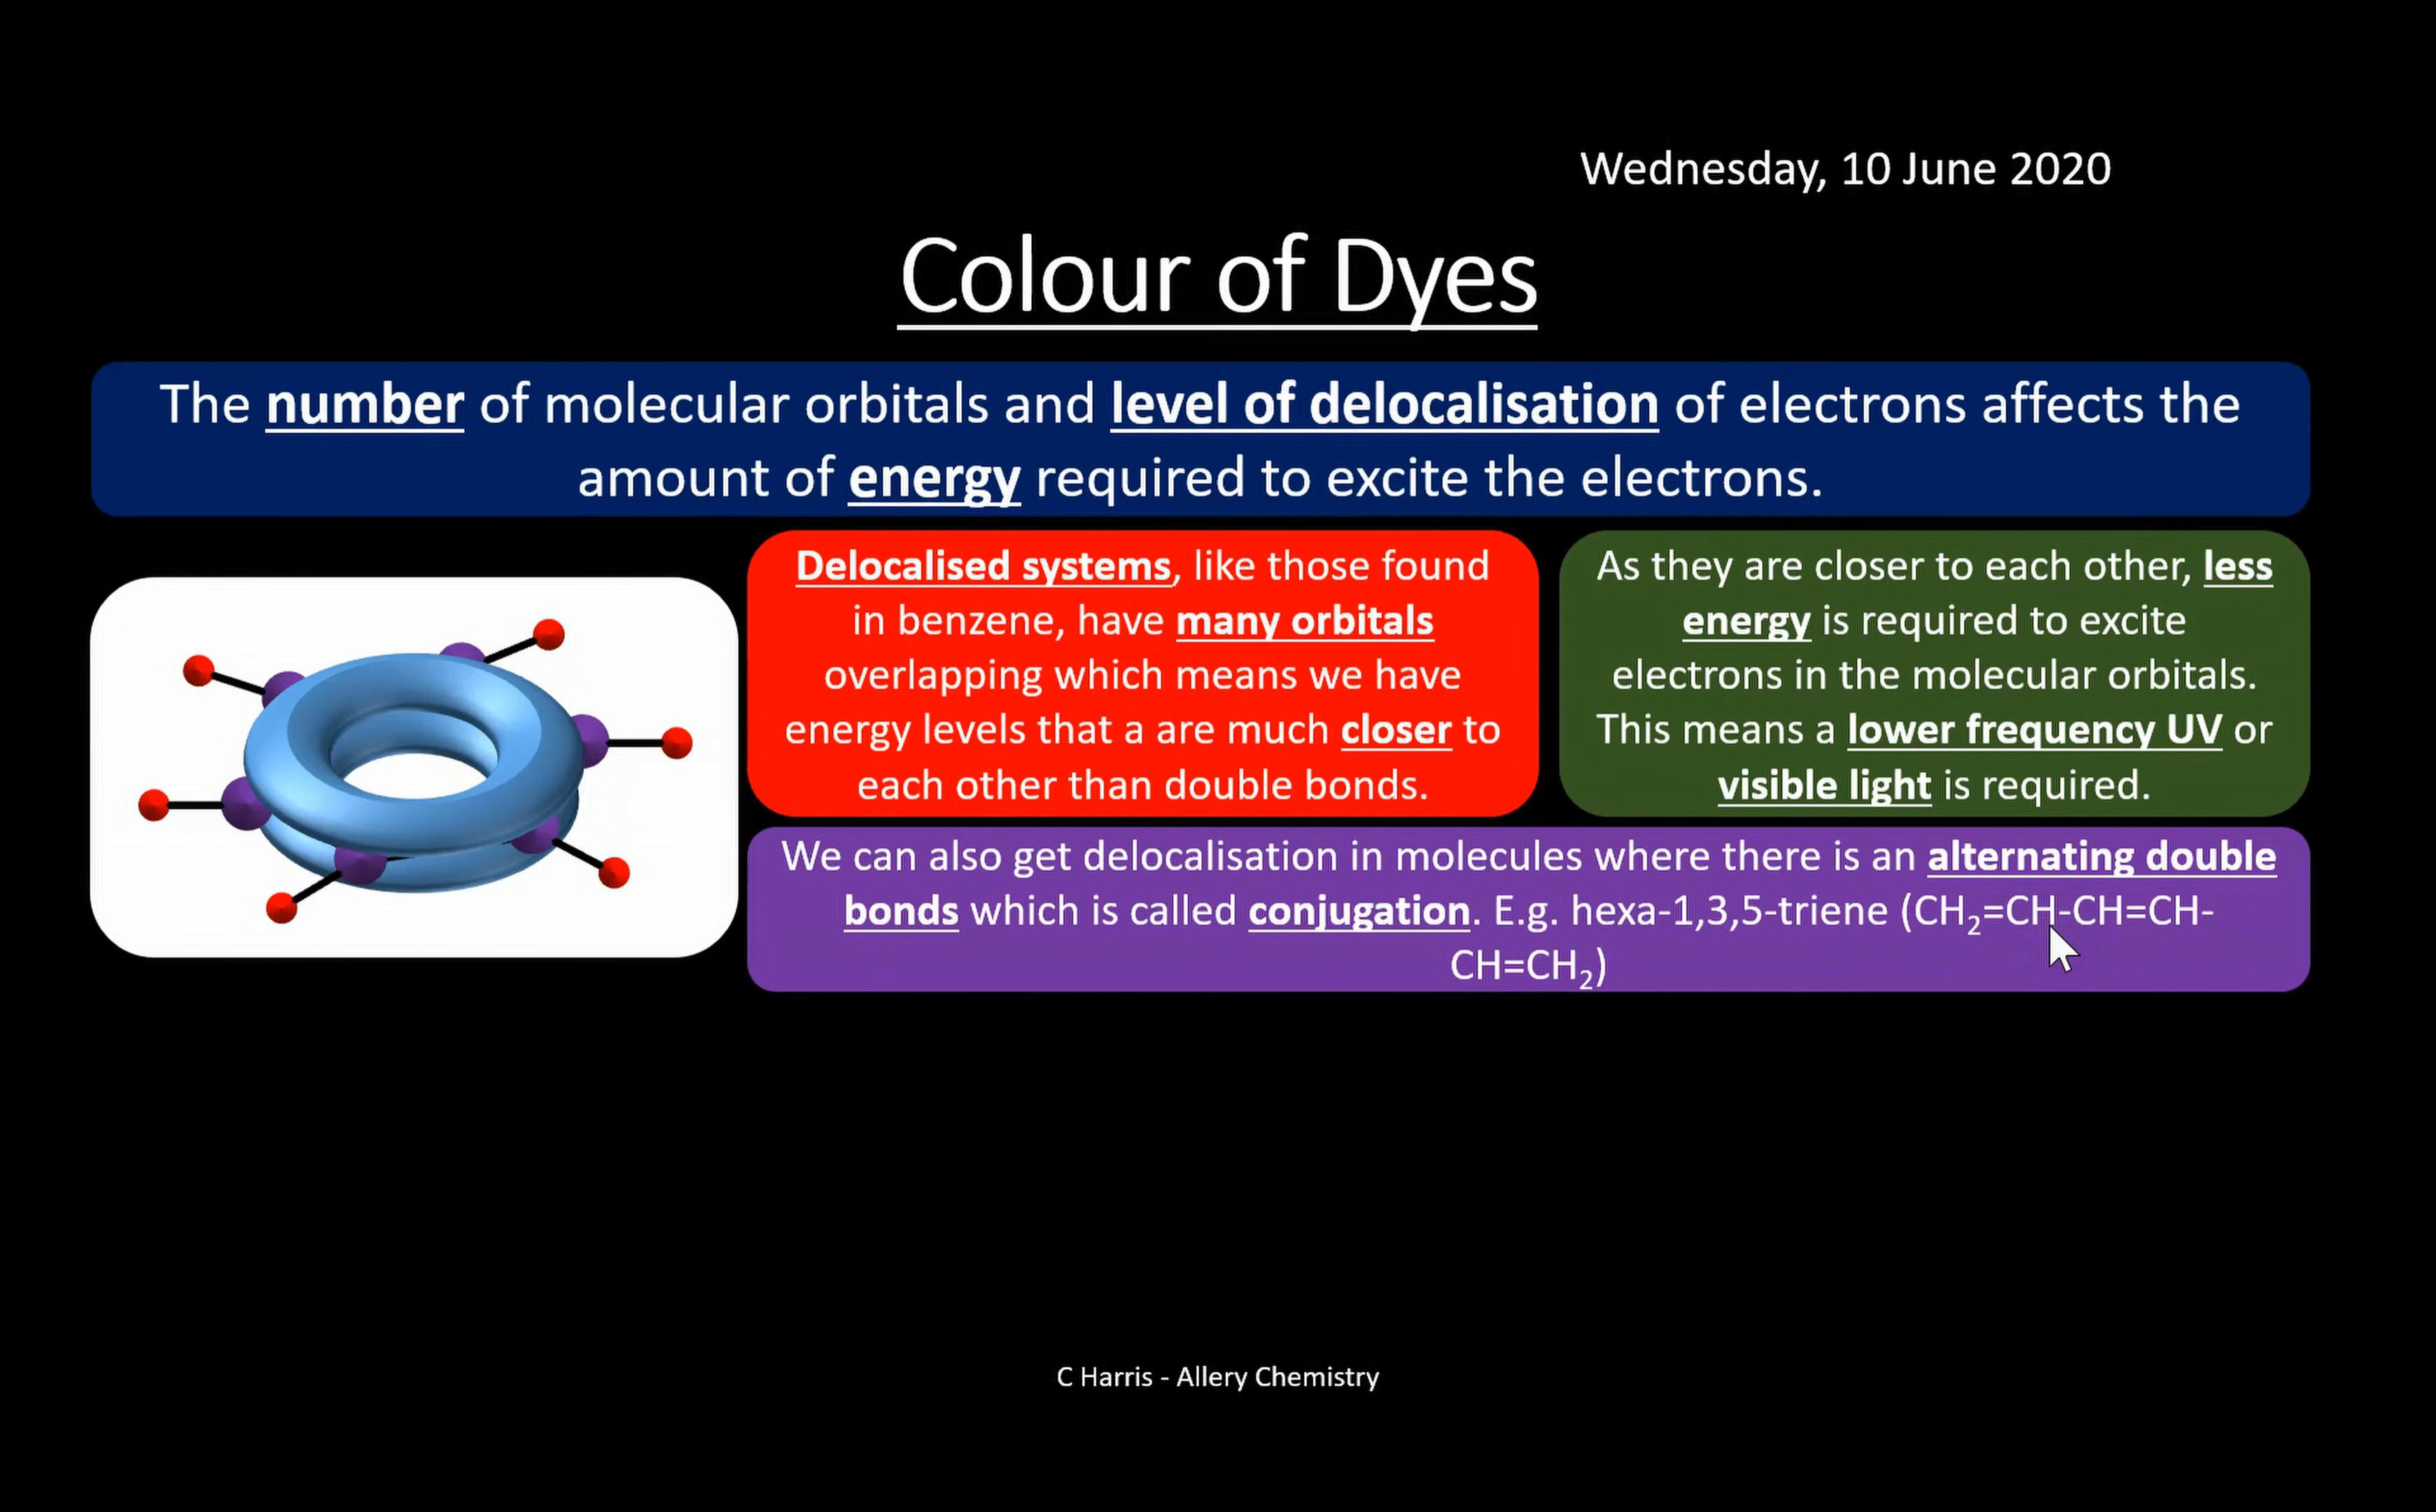 Wednesday, 10 June 2020
Colour of Dyes
The number of molecular orbitals and level of delocalisation of electrons affects the
amount of energy required to excite the electrons.
Delocalised systems, like those found
in benzene, have many orbitals
overlapping which means we have
energy levels that a are much closer to
each other than double bonds.
As they are closer to each other, less
energy is required to excite
electrons in the molecular orbitals.
This means a lower frequency UV or
visible light is required.
We can also get delocalisation in molecules where there is an alternating double
bonds which is called conjugation. E.g. hexa-1,3,5-triene (CH₂=CH-CH=CH-
CH=CH₂)
C Harris - Allery Chemistry